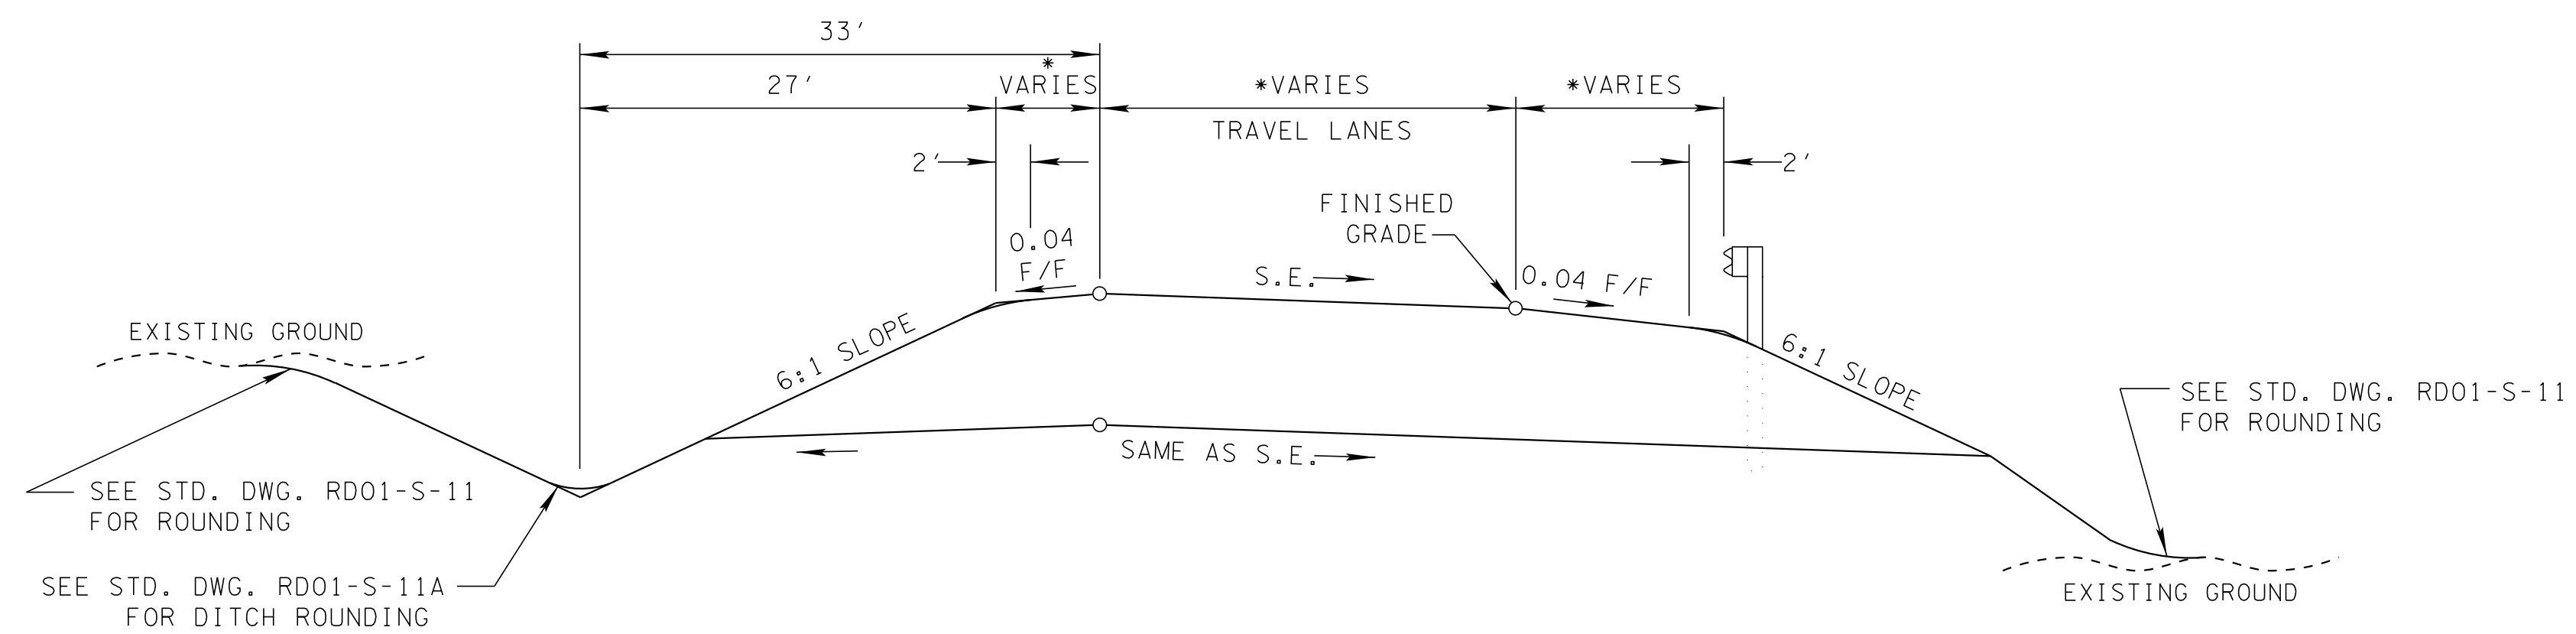 33′
27′
*
VARIES
*VARIES
*VARIES
TRAVEL LANES
2′
2′
FINISHED
GRADE
0.04
F/F
S.E.
0.04 F/F
EXISTING GROUND
6:1 SLOPE
6:1 SLOPE
SEE STD. DWG. RD01-S-11
FOR ROUNDING
SAME AS S.E.
SEE STD. DWG. RD01-S-11
FOR ROUNDING
SEE STD. DWG. RD01-S-11A
FOR DITCH ROUNDING
EXISTING GROUND